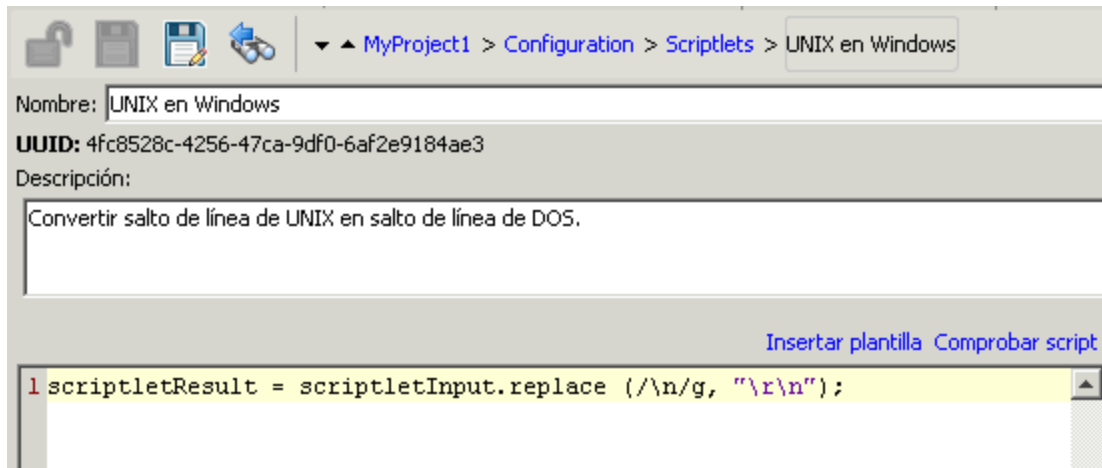 MyProject1 > Configuration > Scriptlets > UNIX en Windows
Nombre: UNIX en Windows
UUID: 4fc8528c-4256-47ca-9df0-6af2e9184ae3
Descripción:
Convertir salto de línea de UNIX en salto de línea de DOS.
Insertar plantilla Comprobar script
1 scriptletResult = scriptletInput.replace (/\n/g, "\r\n");